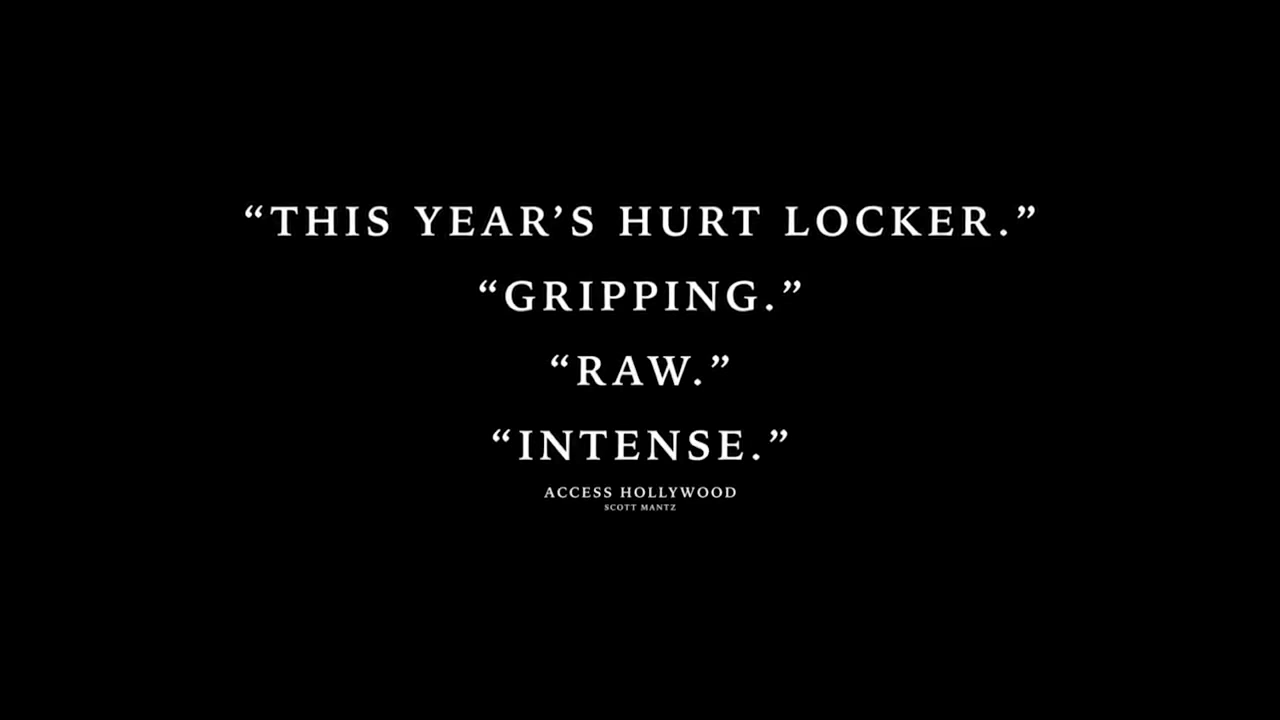 “THIS YEAR’S HURT LOCKER.”
“GRIPPING.”
“RAW.”
“INTENSE.”
ACCESS HOLLYWOOD
SCOTT MANTZ